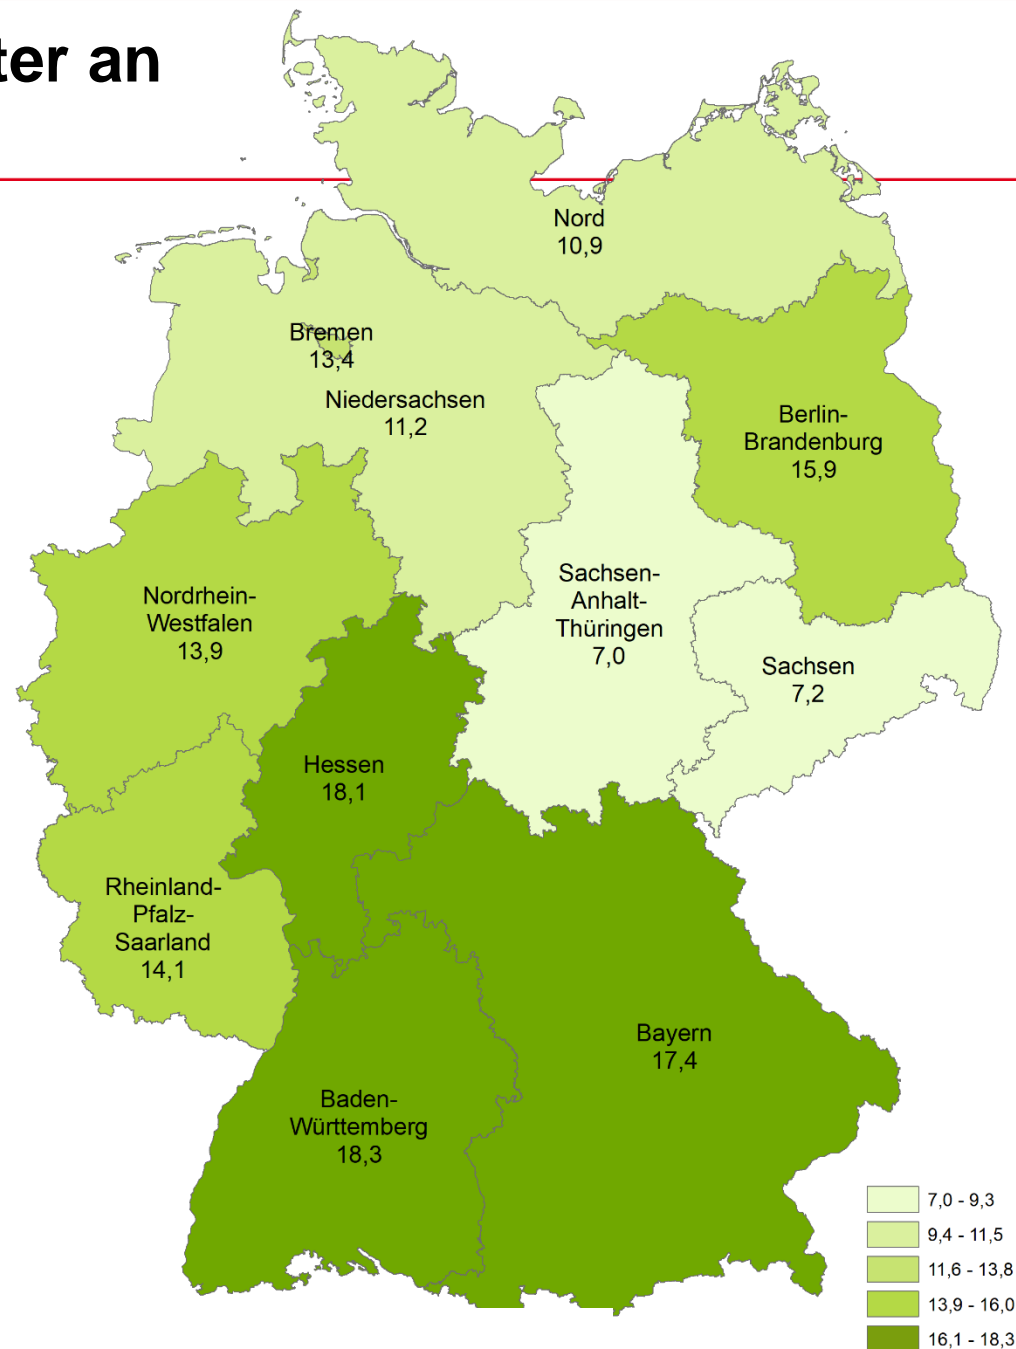 ter an
Nord
10,9
Bremen
13,4
Niedersachsen
11,2
Berlin-
Brandenburg
15,9
Sachsen-
Anhalt-
Thüringen
7,0
Nordrhein-
Westfalen
13,9
Sachsen
7,2
Hessen
18,1
Rheinland-
Pfalz-
Saarland
14,1
Bayern
17,4
Baden-
Württemberg
18,3
7,0 - 9,3
9,4 - 11,5
11,6 - 13,8
13,9 - 16,0
16,1 - 18,3